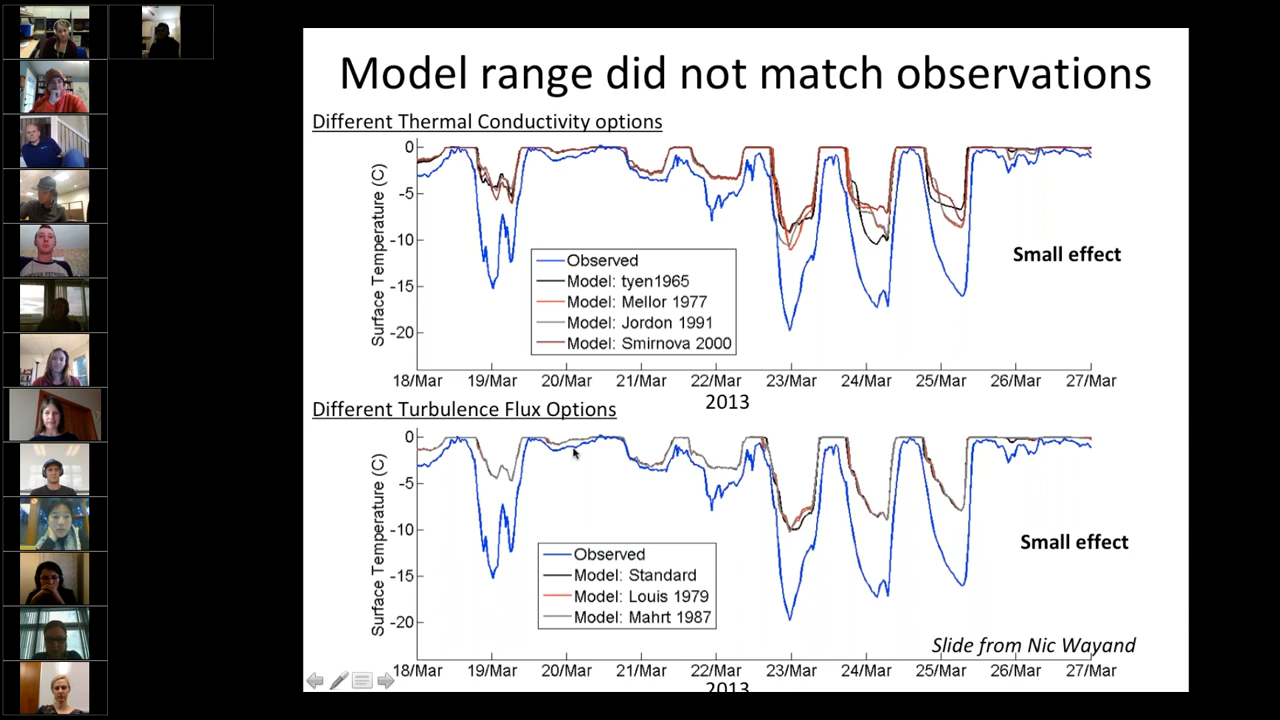 Model range did not match observations
Different Thermal Conductivity options
Surface Temperature (C)
0
-5
-10
-15
-20
Small effect
Observed
Model: tyen1965
Model: Mellor 1977
Model: Jordon 1991
Model: Smirnova 2000
18/Mar 19/Mar 20/Mar 21/Mar 22/Mar 23/Mar 24/Mar 25/Mar 26/Mar 27/Mar
2013
Different Turbulence Flux Options
Surface Temperature (C)
0
-5
-10
-15
-20
Small effect
Observed
Model: Standard
Model: Louis 1979
Model: Mahrt 1987
Slide from Nic Wayand
18/Mar 19/Mar 20/Mar 21/Mar 22/Mar 23/Mar 24/Mar 25/Mar 26/Mar 27/Mar
2013